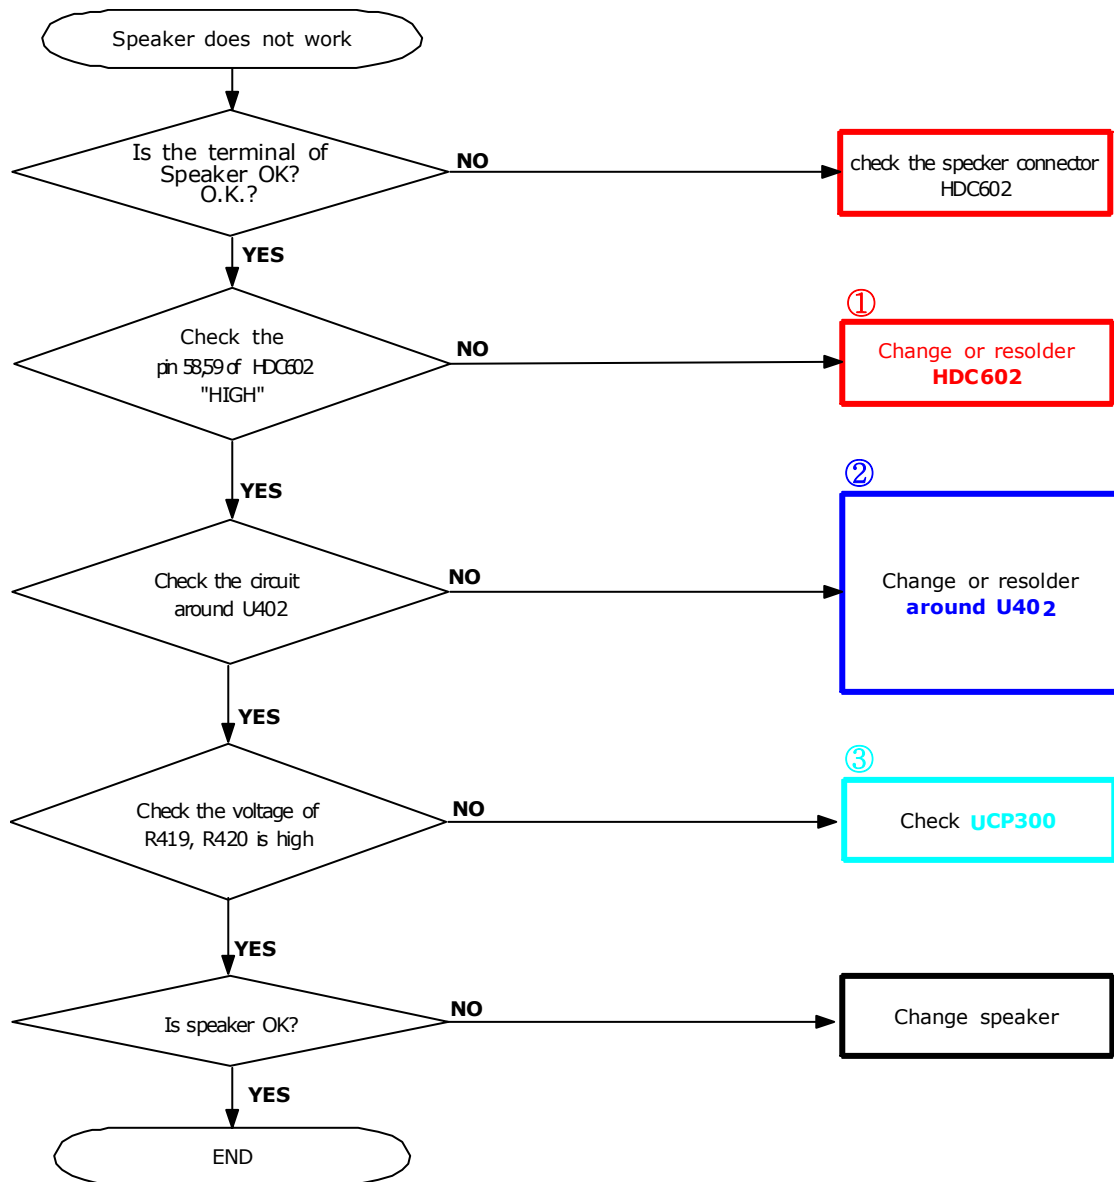 Speaker does not work
Is the terminal of
Speaker OK?
O.K.?
NO
check the specker connector
HDC602
YES
①
Check the
pin 58,59 of HDC602
"HIGH"
NO
Change or resolder
HDC602
YES
②
Check the circuit
around U402
NO
Change or resolder
around U402
YES
③
Check the voltage of
R419, R420 is high
NO
Check UCP300
YES
Is speaker OK?
NO
Change speaker
YES
END